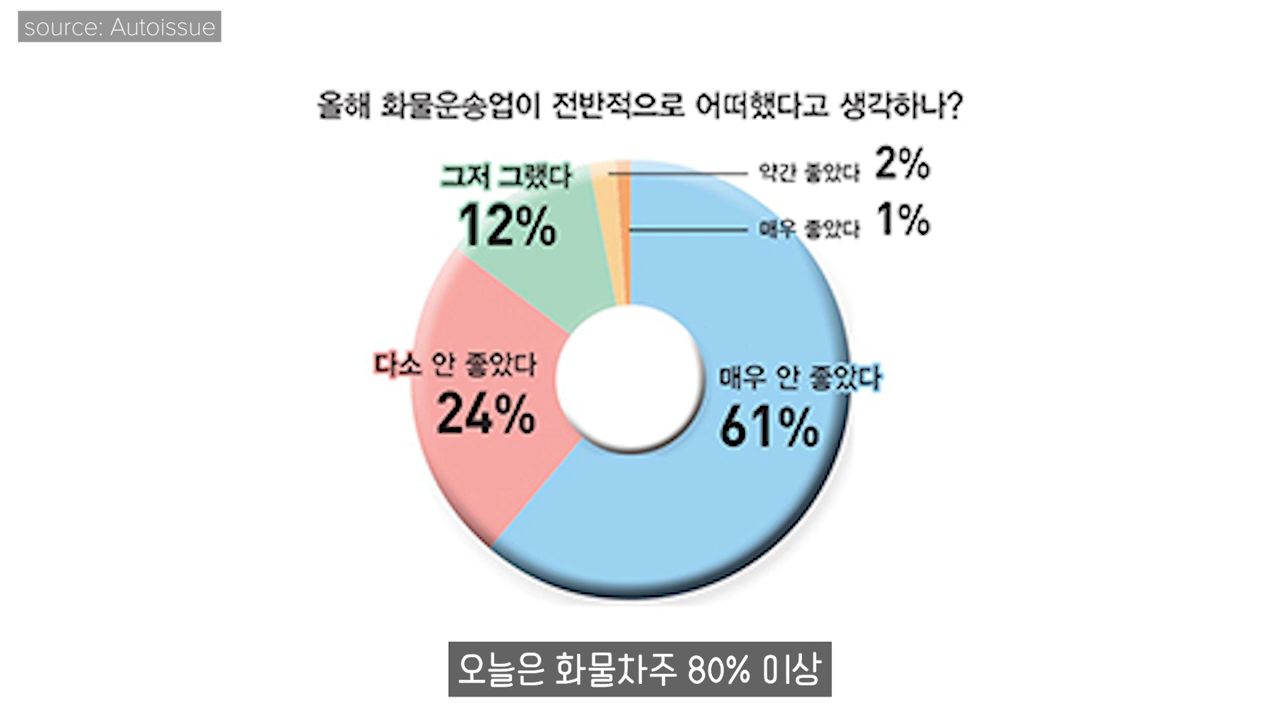 source: Autoissue
올해 화물운송업이 전반적으로 어떠했다고 생각하나?
그저 그랬다
12%
약간 좋았다 2%
매우 좋았다 1%
다소 안 좋았다
24%
매우 안 좋았다
61%
오늘은 화물차주 80% 이상